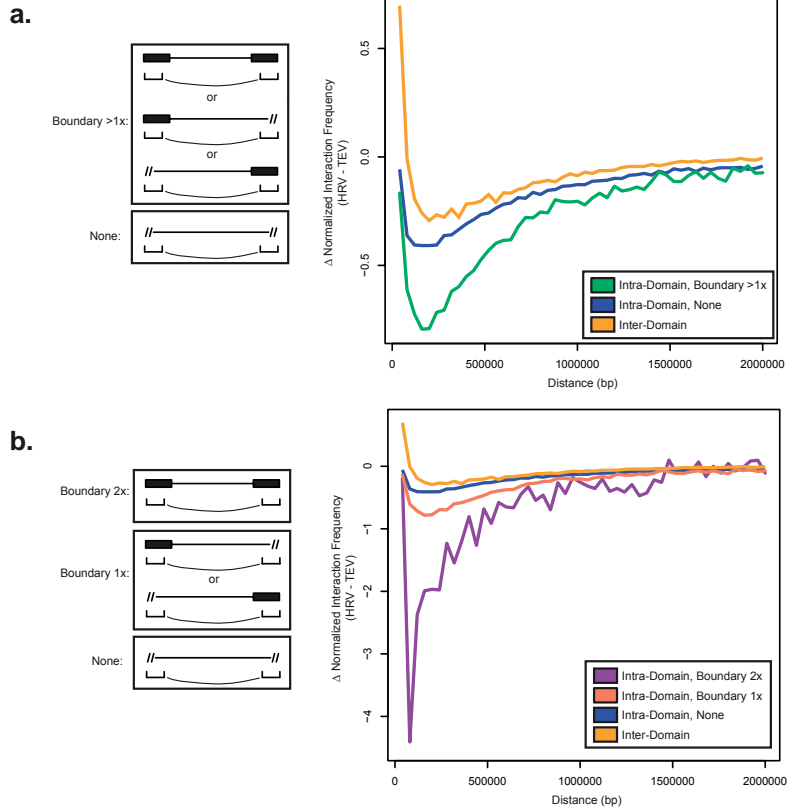 a.
Boundary >1x:
or
or
None:
Δ Normalized Interaction Frequency
(HRV - TEV)
0.5
0.0
−0.5
Intra-Domain, Boundary >1x
Intra-Domain, None
Inter-Domain
0
500000
1000000
1500000
2000000
Distance (bp)
b.
Boundary 2x:
Boundary 1x:
or
None:
Δ Normalized Interaction Frequency
(HRV - TEV)
0
−1
−2
−3
−4
Intra-Domain, Boundary 2x
Intra-Domain, Boundary 1x
Intra-Domain, None
Inter-Domain
0
500000
1000000
1500000
2000000
Distance (bp)